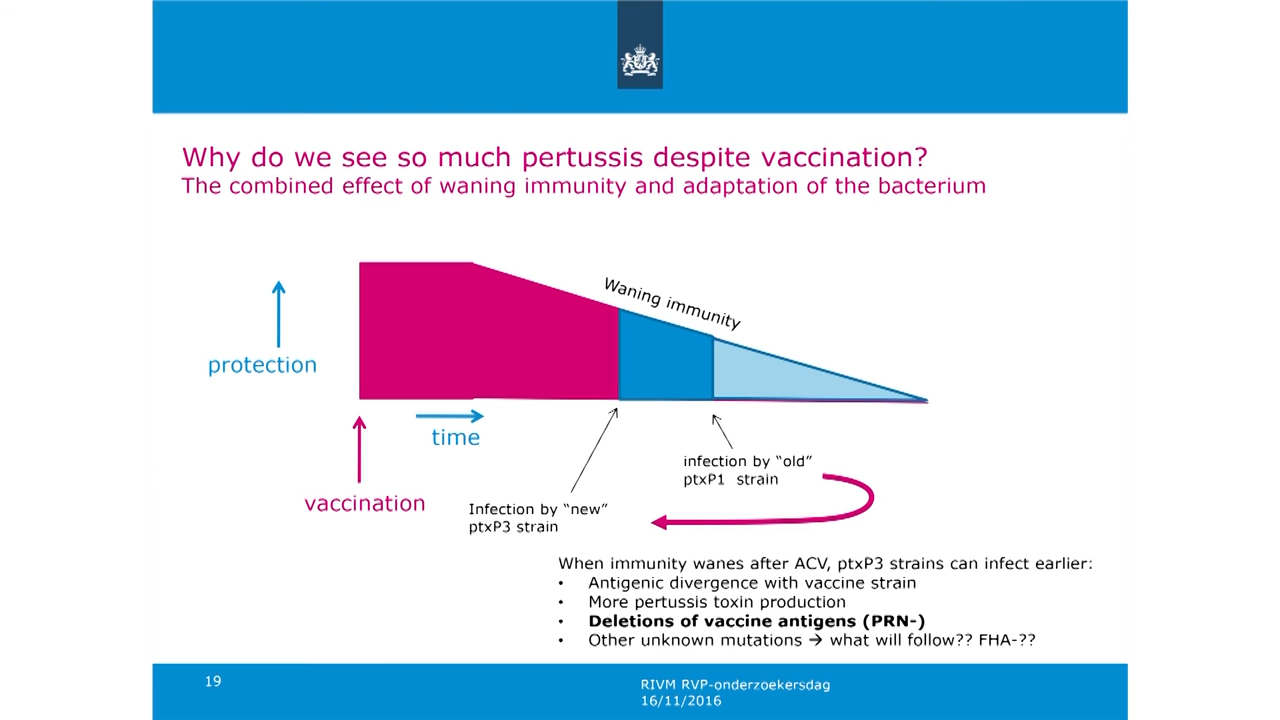 Why do we see so much pertussis despite vaccination?
The combined effect of waning immunity and adaptation of the bacterium
Waning immunity
protection
time
vaccination
infection by “old”
ptxP1 strain
Infection by “new”
ptxP3 strain
When immunity wanes after ACV, ptxP3 strains can infect earlier:
• Antigenic divergence with vaccine strain
• More pertussis toxin production
• Deletions of vaccine antigens (PRN-)
• Other unknown mutations → what will follow?? FHA-??
19
RIVM RVP-onderzoekersdag
16/11/2016